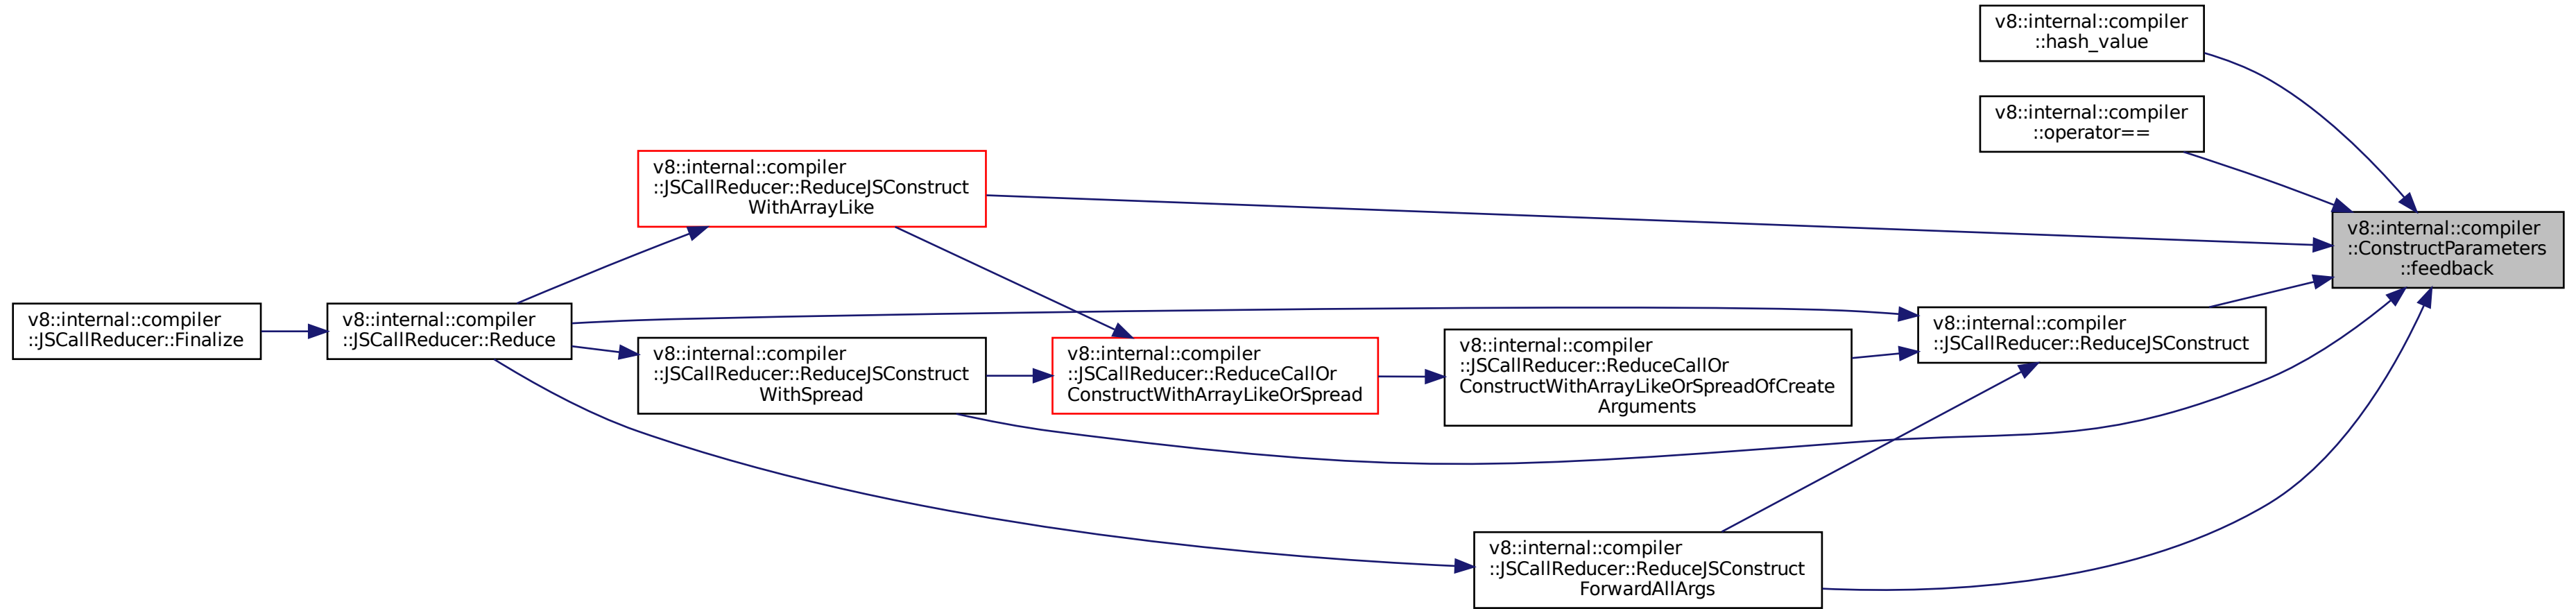 v8::internal::compiler
::hash_value
v8::internal::compiler
::operator==
v8::internal::compiler
::JSCallReducer::ReduceJSConstruct
WithArrayLike
v8::internal::compiler
::ConstructParameters
::feedback
v8::internal::compiler
::JSCallReducer::Finalize
v8::internal::compiler
::JSCallReducer::Reduce
v8::internal::compiler
::JSCallReducer::ReduceJSConstruct
WithSpread
v8::internal::compiler
::JSCallReducer::ReduceCallOr
ConstructWithArrayLikeOrSpread
v8::internal::compiler
::JSCallReducer::ReduceCallOr
ConstructWithArrayLikeOrSpreadOfCreate
Arguments
v8::internal::compiler
::JSCallReducer::ReduceJSConstruct
v8::internal::compiler
::JSCallReducer::ReduceJSConstruct
ForwardAllArgs